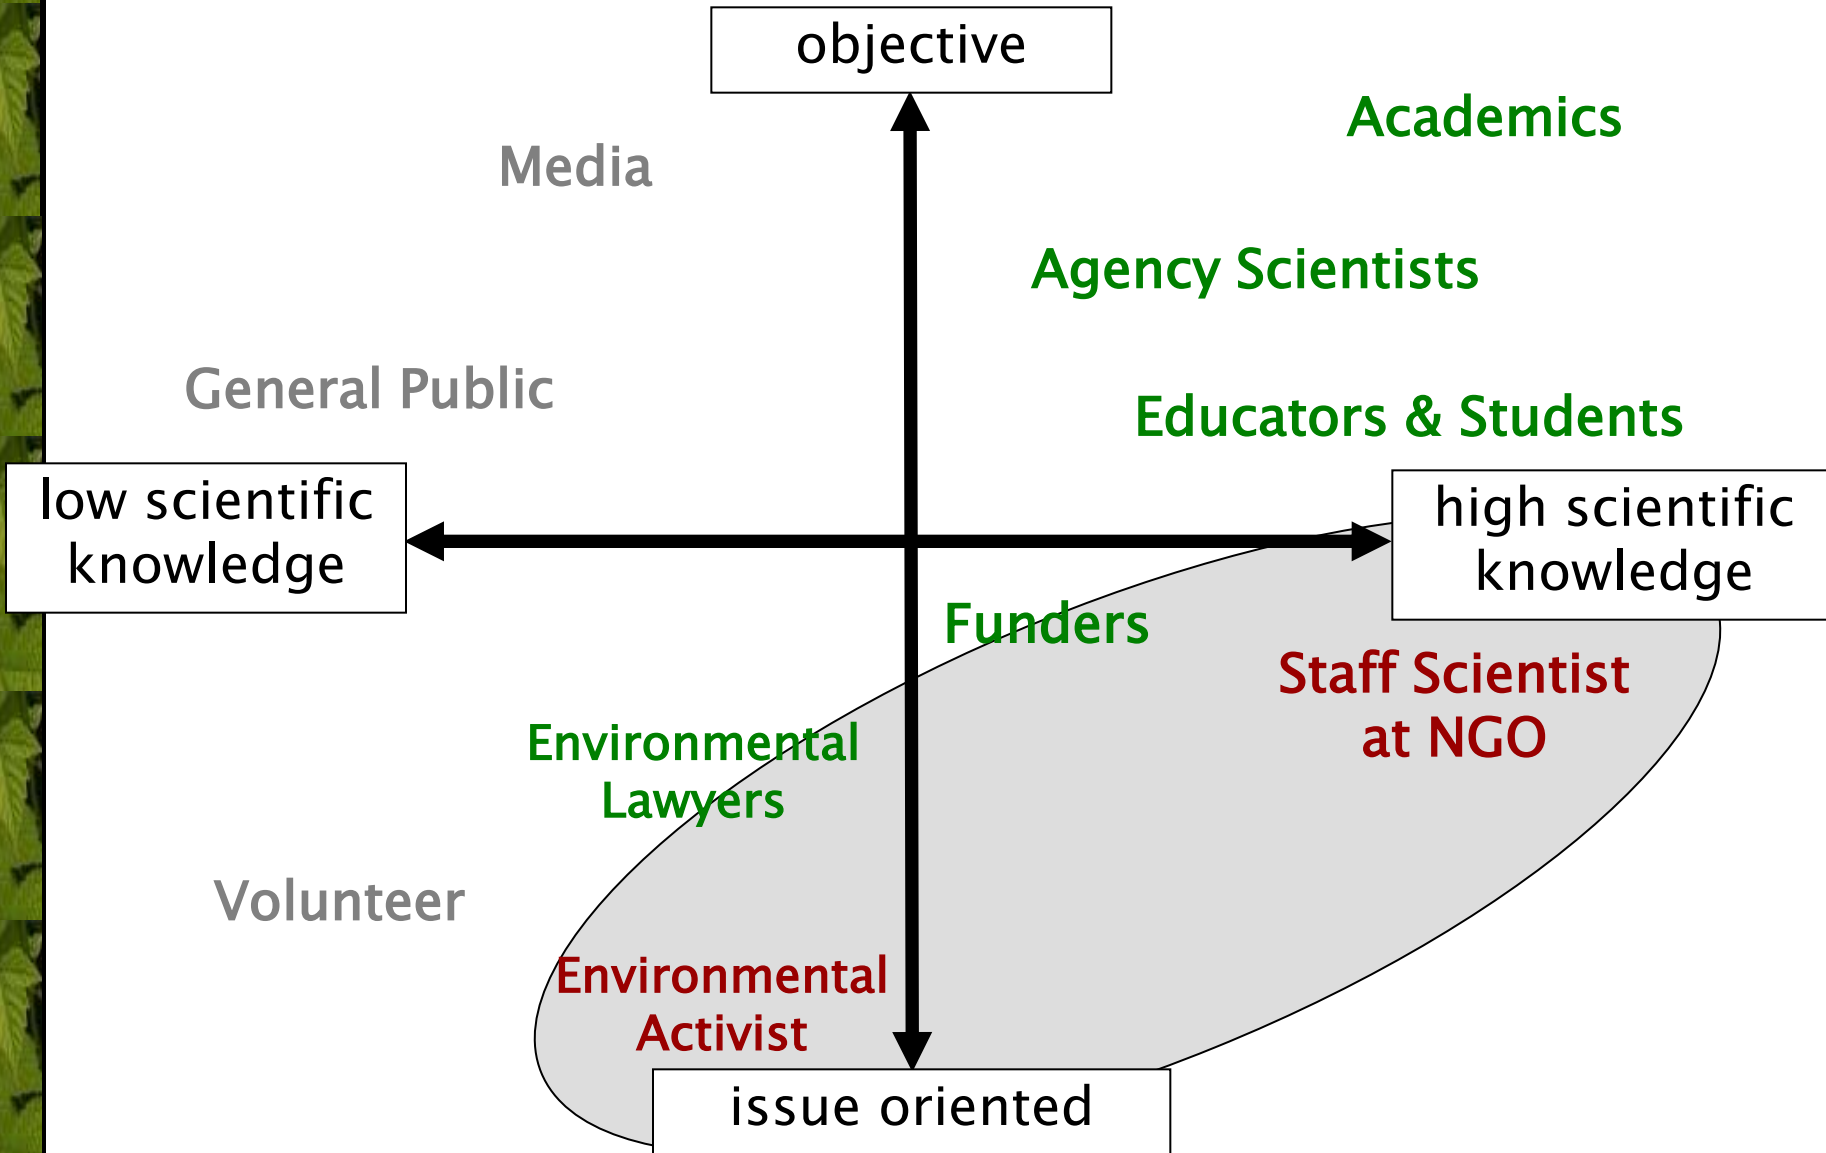 objective
Academics
Media
Agency Scientists
General Public
Educators & Students
low scientific
knowledge
high scientific
knowledge
Funders
Staff Scientist
at NGO
Environmental
Lawyers
Volunteer
Environmental
Activist
issue oriented